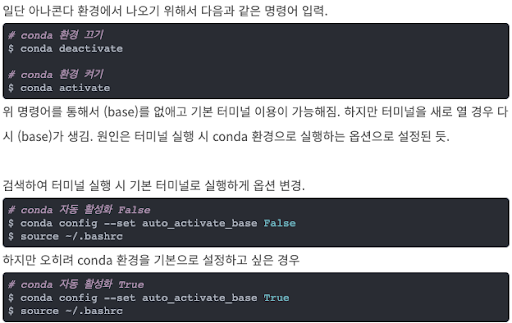 일단 아나콘다 환경에서 나오기 위해서 다음과 같은 명령어 입력.
# conda 환경 끄기
$ conda deactivate
# conda 환경 켜기
$ conda activate
위 명령어를 통해서 (base)를 없애고 기본 터미널 이용이 가능해짐. 하지만 터미널을 새로 열 경우 다
시 (base)가 생김. 원인은 터미널 실행 시 conda 환경으로 실행하는 옵션으로 설정된 듯.
검색하여 터미널 실행 시 기본 터미널로 실행하게 옵션 변경.
# conda 자동 활성화 False
$ conda config --set auto_activate_base False
$ source ~/.bashrc
하지만 오히려 conda 환경을 기본으로 설정하고 싶은 경우
# conda 자동 활성화 True
$ conda config --set auto_activate_base True
$ source ~/.bashrc